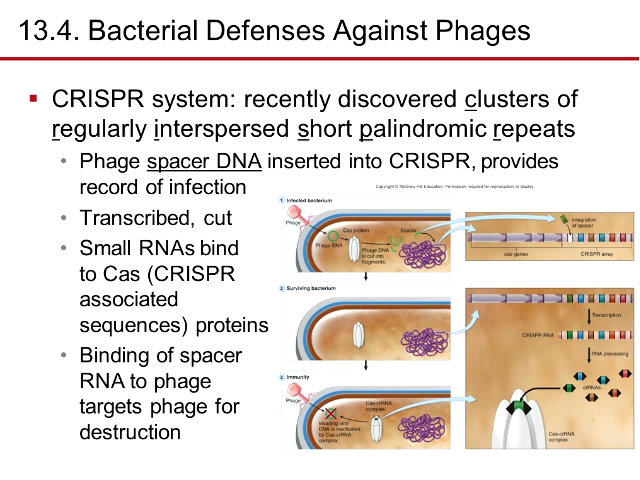 13.4. Bacterial Defenses Against Phages
CRISPR system: recently discovered clusters of
regularly interspersed short palindromic repeats
Phage spacer DNA inserted into CRISPR, provides
record of infection
Transcribed, cut
Small RNAs bind
to Cas (CRISPR
associated
sequences) proteins
Binding of spacer
RNA to phage
targets phage for
destruction
Copyright © McGraw-Hill Education. Permission required for reproduction or display
1 Infected bacterium
Phage
Cas protein
Spacer
Phage DNA
Phage DNA
is cut into
fragments.
Integration
of spacer
cas genes
CRISPR array
2 Surviving bacterium
Transcription
CRISPR RNA
RNA processing
crRNAs
Cas-crRNA
complex
3 Immunity
Phage
Cas-crRNA
complex
Invading viral
DNA is inactivated
by Cas-crRNA
complex.